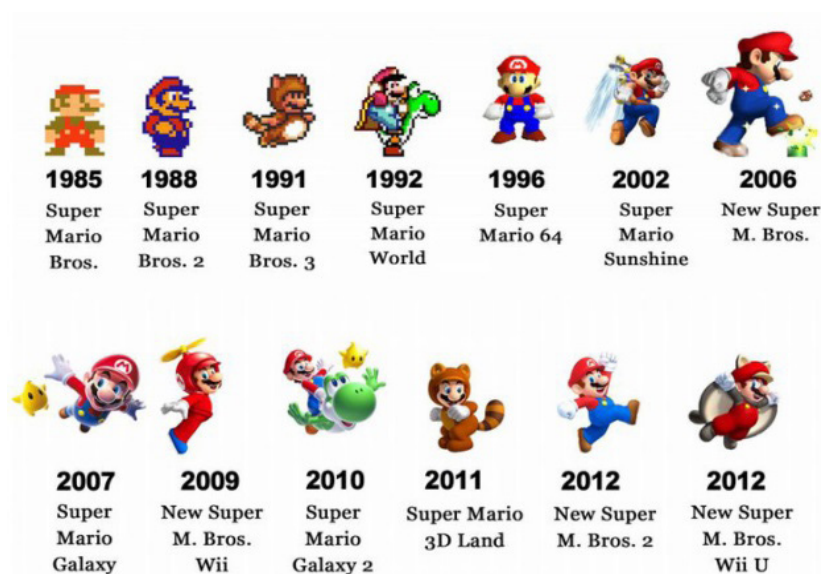 1985
Super
Mario
Bros.
1988
Super
Mario
Bros. 2
1991
Super
Mario
Bros. 3
1992
Super
Mario
World
1996
Super
Mario 64
2002
Super
Mario
Sunshine
2006
New Super
M. Bros.
2007
Super
Mario
Galaxy
2009
New Super
M. Bros.
Wii
2010
Super
Mario
Galaxy 2
2011
Super Mario
3D Land
2012
New Super
M. Bros. 2
2012
New Super
M. Bros.
Wii U